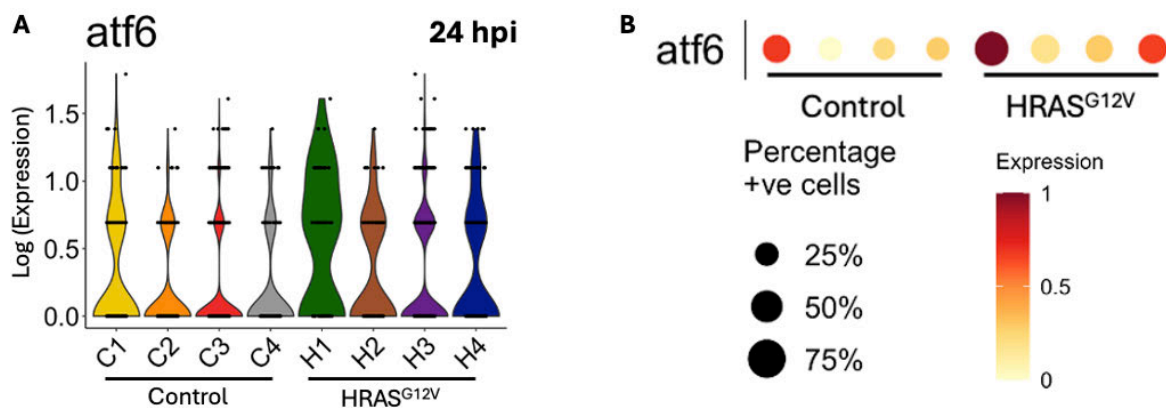 A
atf6
24 hpi
Log (Expression)
1.5
1.0
0.5
0.0
C1 C2 C3 C4 H1 H2 H3 H4
Control HRASG12V
B
atf6
Control HRASG12V
Percentage
+ve cells
25%
50%
75%
Expression
1
0.5
0